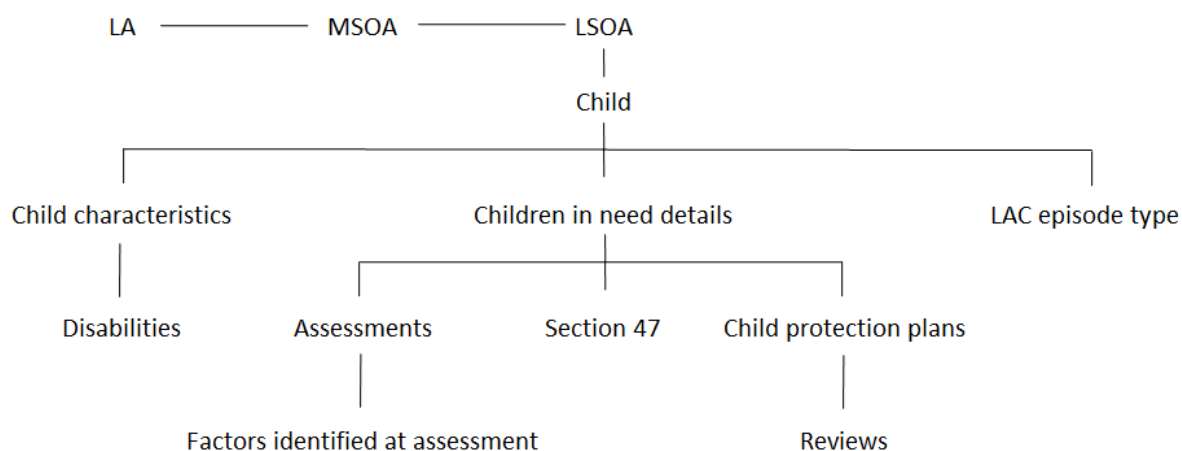 LA MSOA LSOA
Child
Child characteristics Children in need details LAC episode type
Disabilities Assessments Section 47 Child protection plans
Factors identified at assessment Reviews